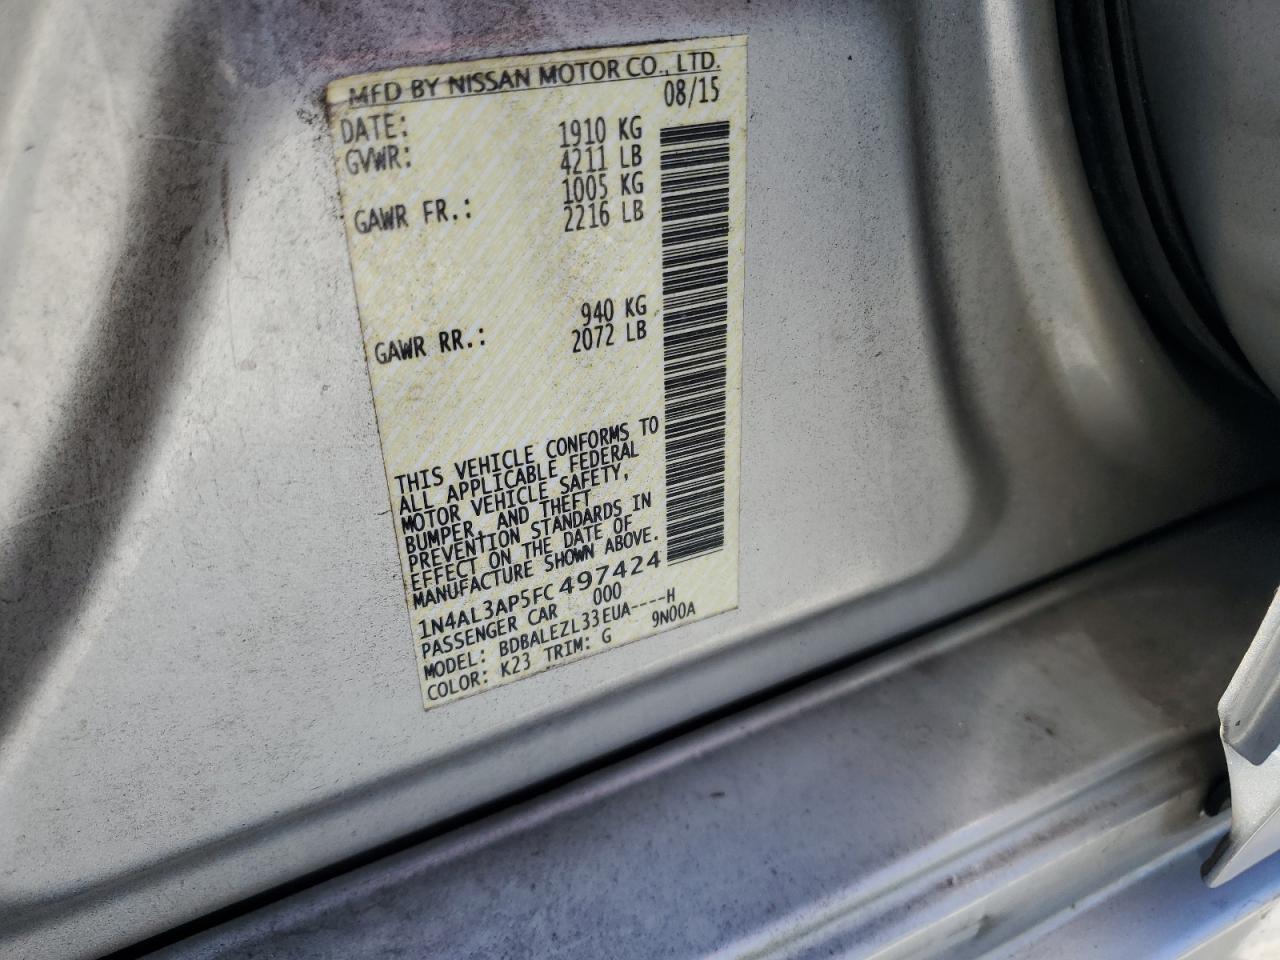 MFD BY NISSAN MOTOR CO., LTD.
DATE: 08/15
GVWR: 1910 KG
4211 LB
GAWR FR.: 1005 KG
2216 LB
GAWR RR.: 940 KG
2072 LB
THIS VEHICLE CONFORMS TO
ALL APPLICABLE FEDERAL
MOTOR VEHICLE SAFETY,
BUMPER, AND THEFT
PREVENTION STANDARDS IN
EFFECT ON THE DATE OF
MANUFACTURE SHOWN ABOVE.
1N4AL3AP5FC497424
PASSENGER CAR 000
MODEL: BDBALEZL33EUA----H
COLOR: K23 TRIM: G 9N00A